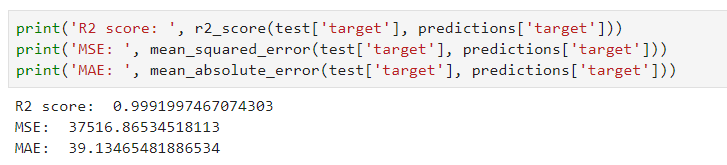 print('R2 score: ', r2_score(test['target'], predictions['target']))
print('MSE: ', mean_squared_error(test['target'], predictions['target']))
print('MAE: ', mean_absolute_error(test['target'], predictions['target']))
R2 score:  0.9991997467074303
MSE:  37516.86534518113
MAE:  39.13465481886534